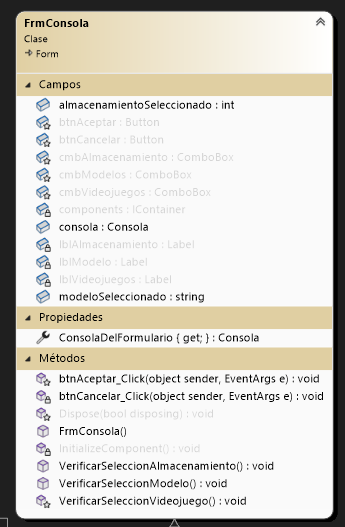 FrmConsola
Clase
Form
Campos
almacenamientoSeleccionado : int
btnAceptar : Button
btnCancelar : Button
cmbAlmacenamiento : ComboBox
cmbModelos : ComboBox
cmbVideojuegos : ComboBox
components : IContainer
consola : Consola
lblAlmacenamiento : Label
lblModelo : Label
lblVideojuegos : Label
modeloSeleccionado : string
Propiedades
ConsolaDelFormulario { get; } : Consola
Métodos
btnAceptar_Click(object sender, EventArgs e) : void
btnCancelar_Click(object sender, EventArgs e) : void
Dispose(bool disposing) : void
FrmConsola()
InitializeComponent() : void
VerificarSeleccionAlmacenamiento() : void
VerificarSeleccionModelo() : void
VerificarSeleccionVideojuego() : void